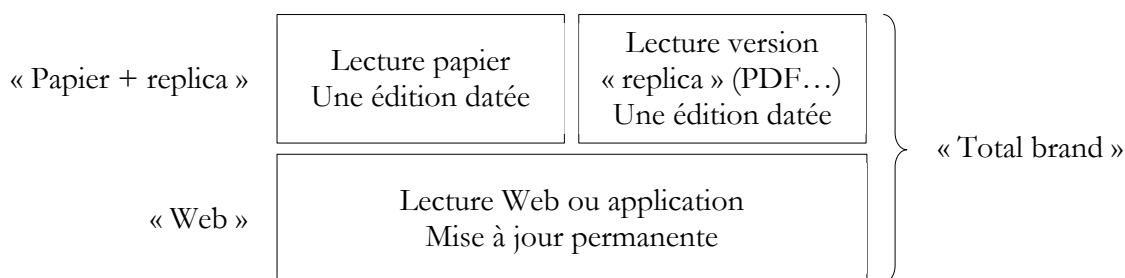 « Papier + replica »
Lecture papier
Une édition datée
Lecture version
« replica » (PDF…)
Une édition datée
« Total brand »
« Web »
Lecture Web ou application
Mise à jour permanente